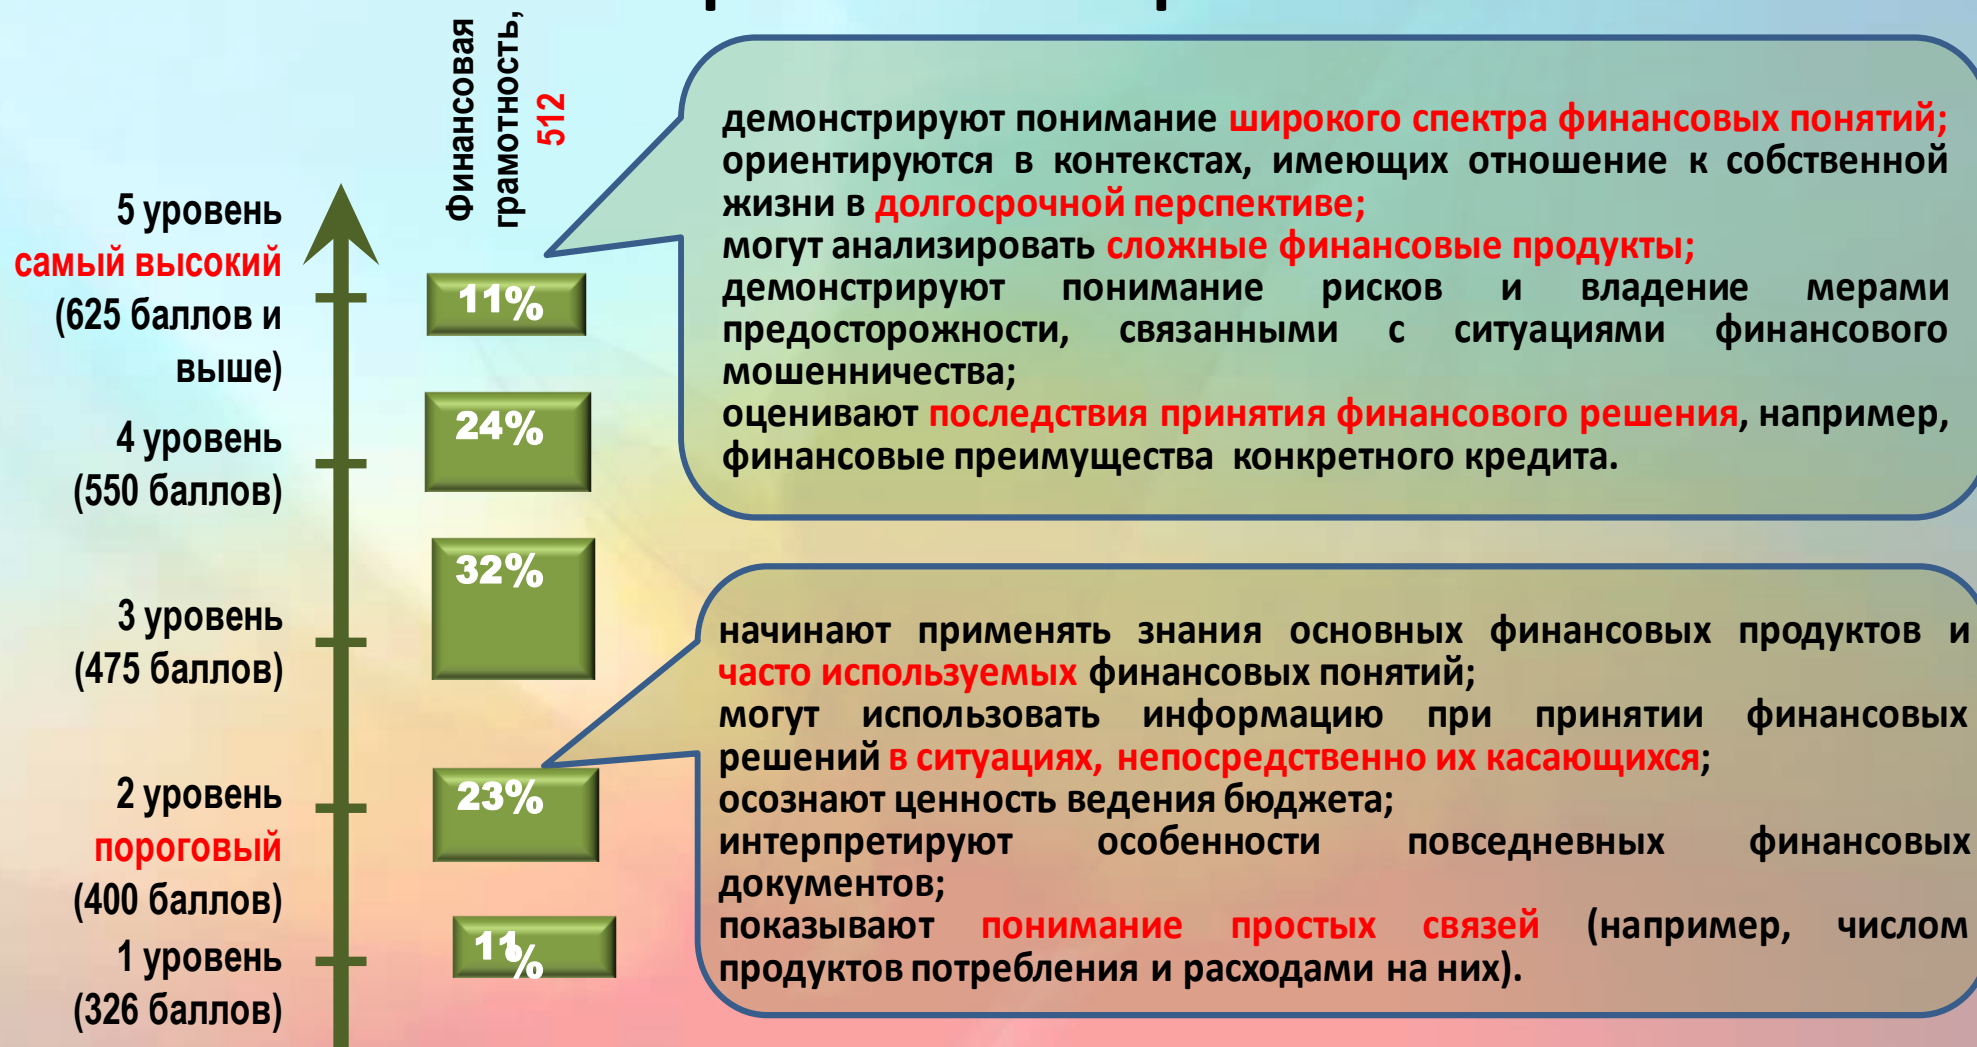 Финансовая
грамотность,
512
5 уровень
самый высокий
(625 баллов и
выше)
4 уровень
(550 баллов)
3 уровень
(475 баллов)
2 уровень
пороговый
(400 баллов)
1 уровень
(326 баллов)
11%
24%
32%
23%
11%
демонстрируют понимание широкого спектра финансовых понятий;
ориентируются в контекстах, имеющих отношение к собственной
жизни в долгосрочной перспективе;
могут анализировать сложные финансовые продукты;
демонстрируют понимание рисков и владение мерами
предосторожности, связанными с ситуациями финансового
мошенничества;
оценивают последствия принятия финансового решения, например,
финансовые преимущества конкретного кредита.
начинают применять знания основных финансовых продуктов и
часто используемых финансовых понятий;
могут использовать информацию при принятии финансовых
решений в ситуациях, непосредственно их касающихся;
осознают ценность ведения бюджета;
интерпретируют особенности повседневных финансовых
документов;
показывают понимание простых связей (например, числом
продуктов потребления и расходами на них).